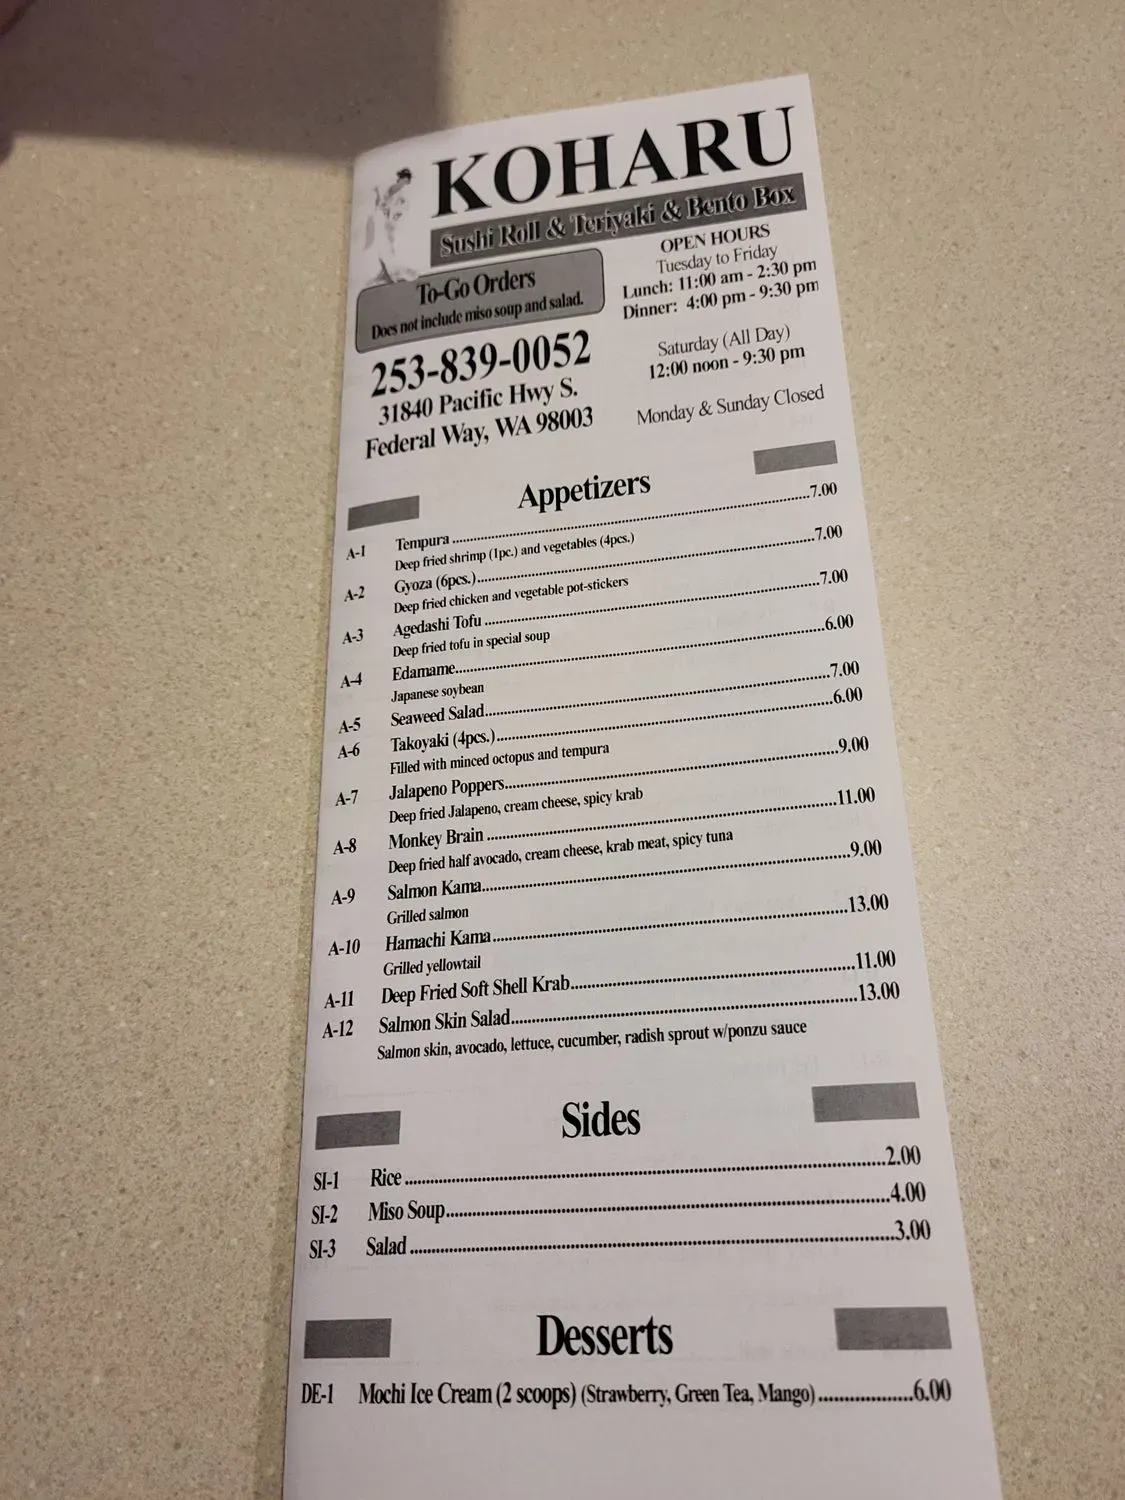 KOHARU
Sushi Roll & Teriyaki & Bento Box
To-Go Orders
Does not include miso soup and salad.
253-839-0052
31840 Pacific Hwy S.
Federal Way, WA 98003
OPEN HOURS
Tuesday to Friday
Lunch: 11:00 am - 2:30 pm
Dinner: 4:00 pm - 9:30 pm
Saturday (All Day)
12:00 noon - 9:30 pm
Monday & Sunday Closed
Appetizers
A-1 Tempura 7.00
Deep fried shrimp (1pc.) and vegetables (4pcs.)
A-2 Gyoza (6pcs.) 7.00
Deep fried chicken and vegetable pot-stickers
A-3 Agedashi Tofu 7.00
Deep fried tofu in special soup
A-4 Edamame 6.00
Japanese soybean
A-5 Seaweed Salad 7.00
A-6 Takoyaki (4pcs.) 6.00
Filled with minced octopus and tempura
A-7 Jalapeno Poppers 9.00
Deep fried Jalapeno, cream cheese, spicy krab
A-8 Monkey Brain 11.00
Deep fried half avocado, cream cheese, krab meat, spicy tuna
A-9 Salmon Kama 9.00
Grilled salmon
A-10 Hamachi Kama 13.00
Grilled yellowtail
A-11 Deep Fried Soft Shell Krab 11.00
A-12 Salmon Skin Salad 13.00
Salmon skin, avocado, lettuce, cucumber, radish sprout w/ponzu sauce
Sides
SI-1 Rice 2.00
SI-2 Miso Soup 4.00
SI-3 Salad 3.00
Desserts
DE-1 Mochi Ice Cream (2 scoops) (Strawberry, Green Tea, Mango) 6.00